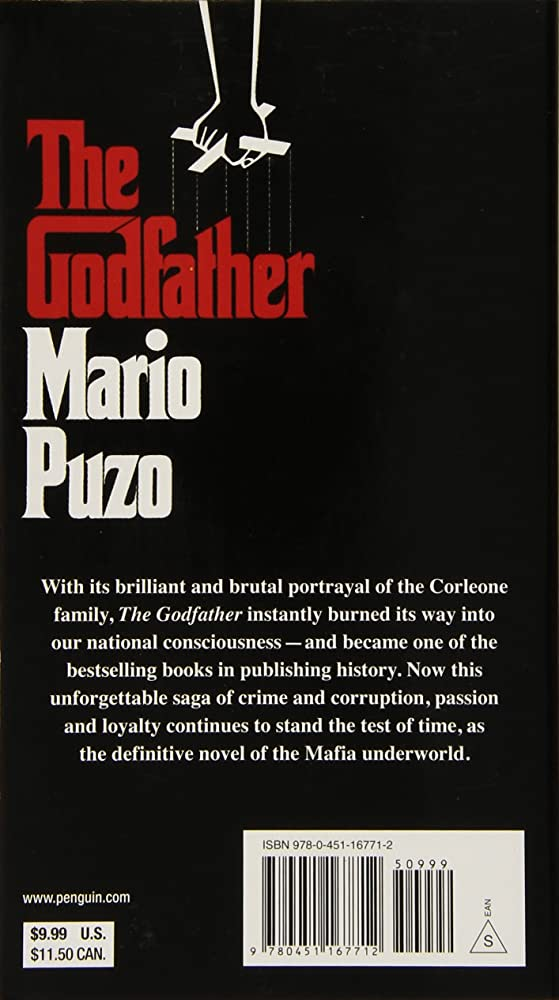 The
Godfather
Mario
Puzo
With its brilliant and brutal portrayal of the Corleone
family, The Godfather instantly burned its way into
our national consciousness — and became one of the
bestselling books in publishing history. Now this
unforgettable saga of crime and corruption, passion
and loyalty continues to stand the test of time, as
the definitive novel of the Mafia underworld.
www.penguin.com
$9.99 U.S.
$11.50 CAN.
ISBN 978-0-451-16771-2
50999
9 780451 167712
EAN
S